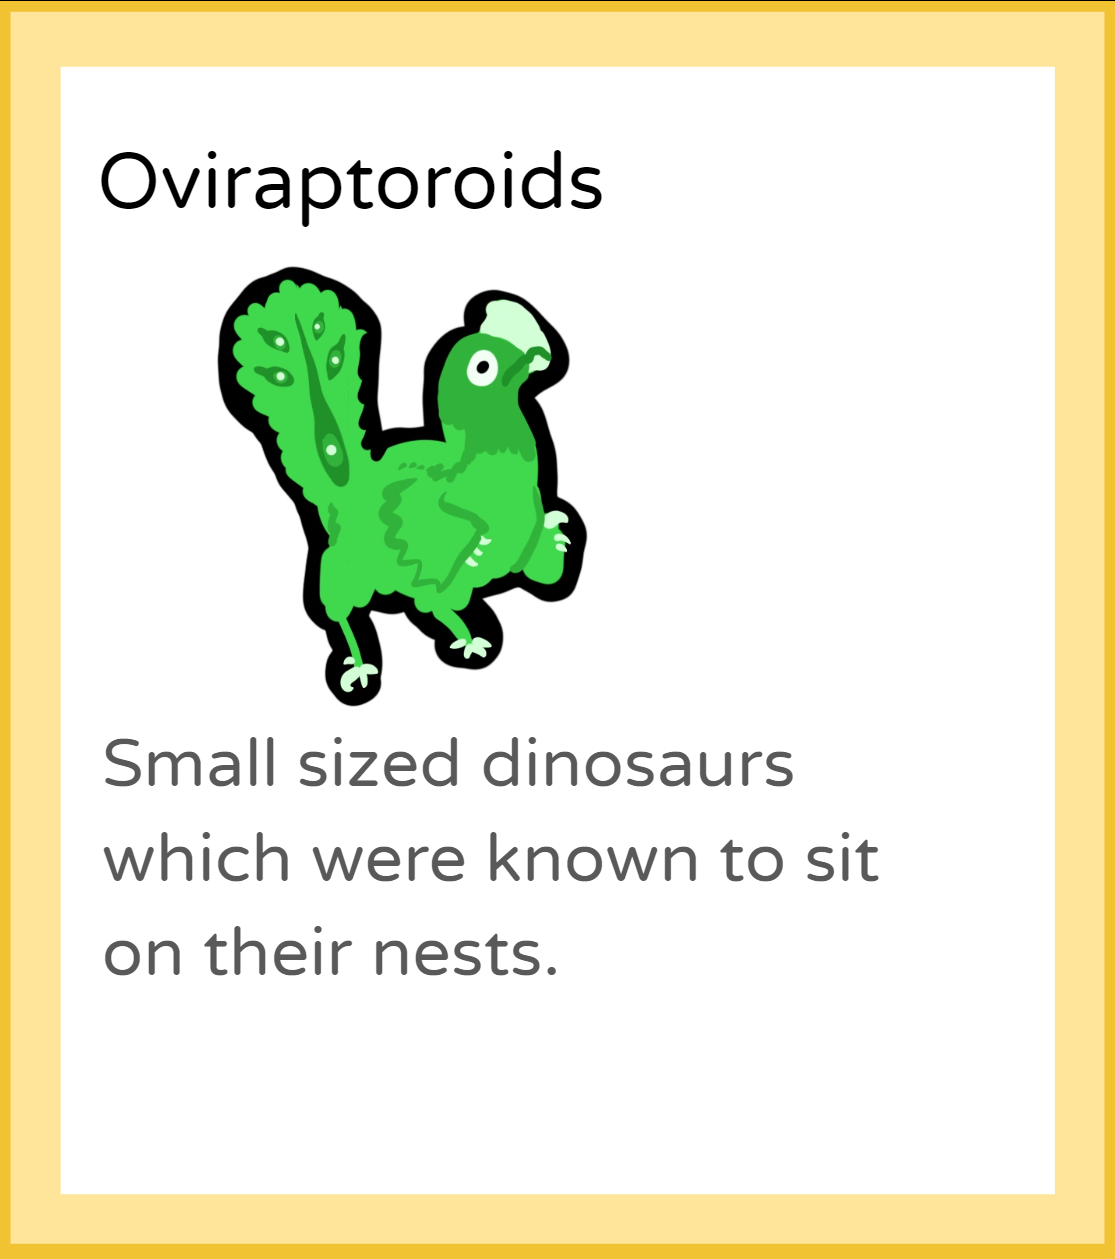 Oviraptoroids
Small sized dinosaurs
which were known to sit
on their nests.